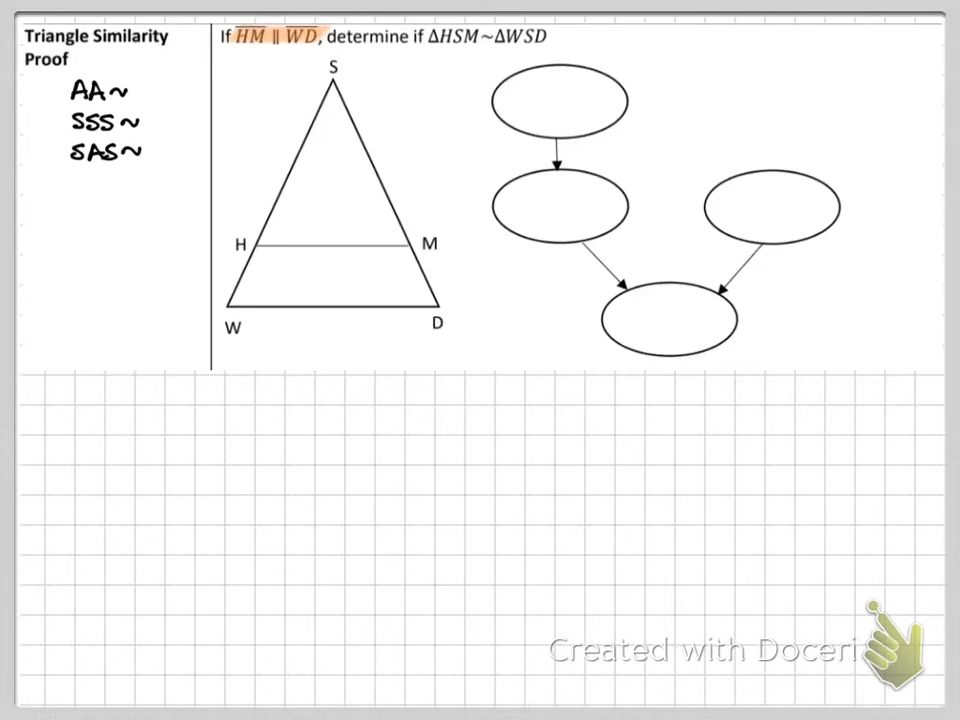 Triangle Similarity
Proof
AA~
SSS~
SAS~
If HM ∥ WD, determine if ΔHSM~ΔWSD
S
H
M
W
D
Created with Doceri